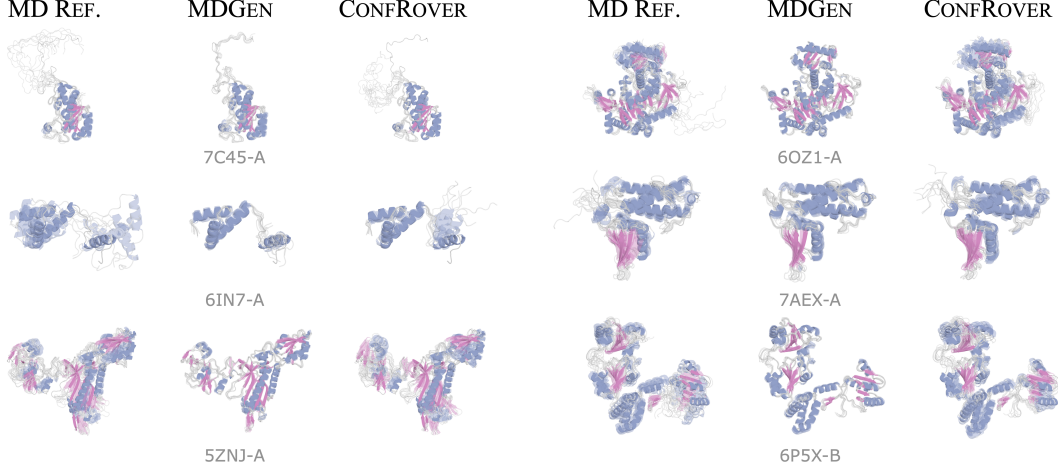 MD REF. MDGEN CONFROVER MD REF. MDGEN CONFROVER
7C45-A 6OZ1-A
6IN7-A 7AEX-A
5ZNJ-A 6P5X-B